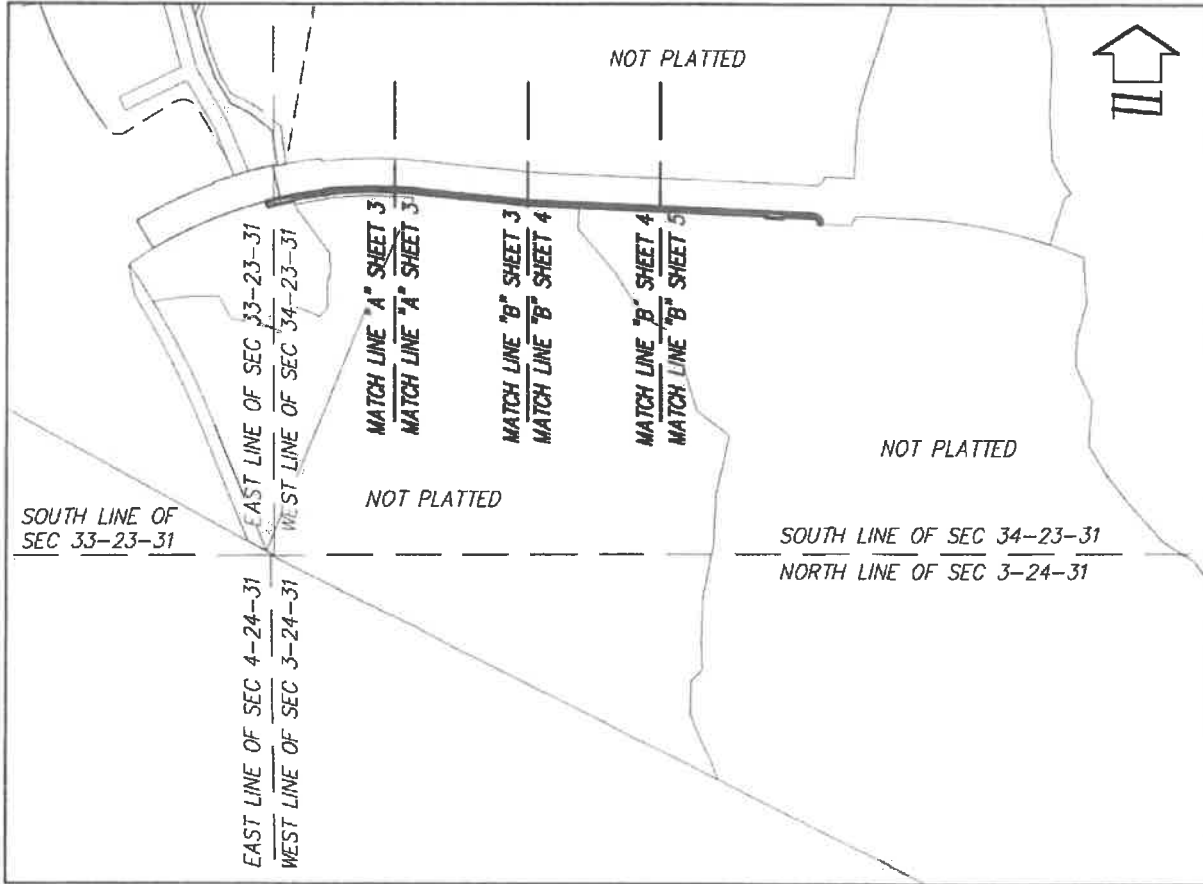 NOT PLATTED
EAST LINE OF SEC 33-23-31
WEST LINE OF SEC 34-23-31
MATCH LINE "A" SHEET 3
MATCH LINE "A" SHEET 3
MATCH LINE "B" SHEET 3
MATCH LINE "B" SHEET 4
MATCH LINE "B" SHEET 4
MATCH LINE "B" SHEET 5
NOT PLATTED
NOT PLATTED
SOUTH LINE OF
SEC 33-23-31
SOUTH LINE OF SEC 34-23-31
NORTH LINE OF SEC 3-24-31
EAST LINE OF SEC 4-24-31
WEST LINE OF SEC 3-24-31